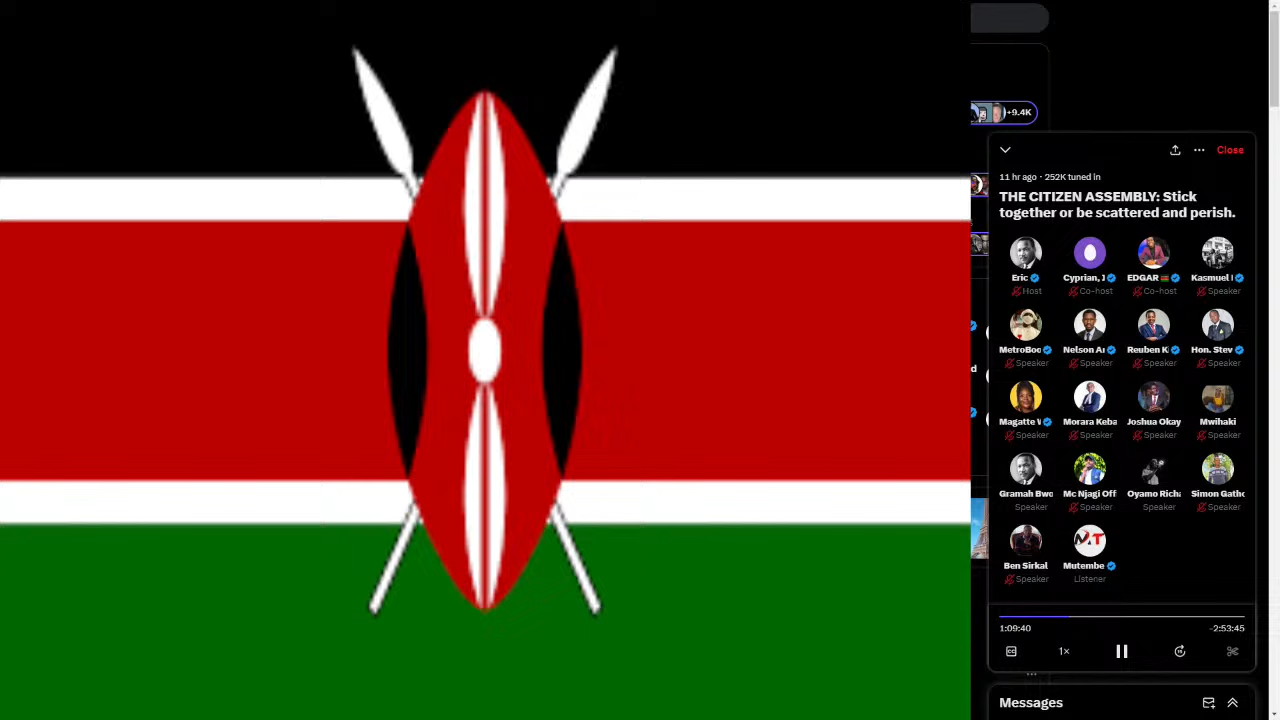 +9.4K
Close
11 hr ago · 252K tuned in
THE CITIZEN ASSEMBLY: Stick
together or be scattered and perish.
Eric Cyprian, J EDGAR Kasmuel
Host Co-host Co-host Speaker
MetroBoo Nelson Reuben K Hon. Stev
Speaker Speaker Speaker Speaker
Magatte Morara Keba Joshua Okay Mwihaki
Speaker Speaker Speaker Speaker
Gramah Bwo Mc Njagi Off Oyamo Richa Simon Gatho
Speaker Speaker Speaker Speaker
Ben Sirkal Mutembe
Speaker Listener
1:09:40 -2:53:45
CC 1×
Messages